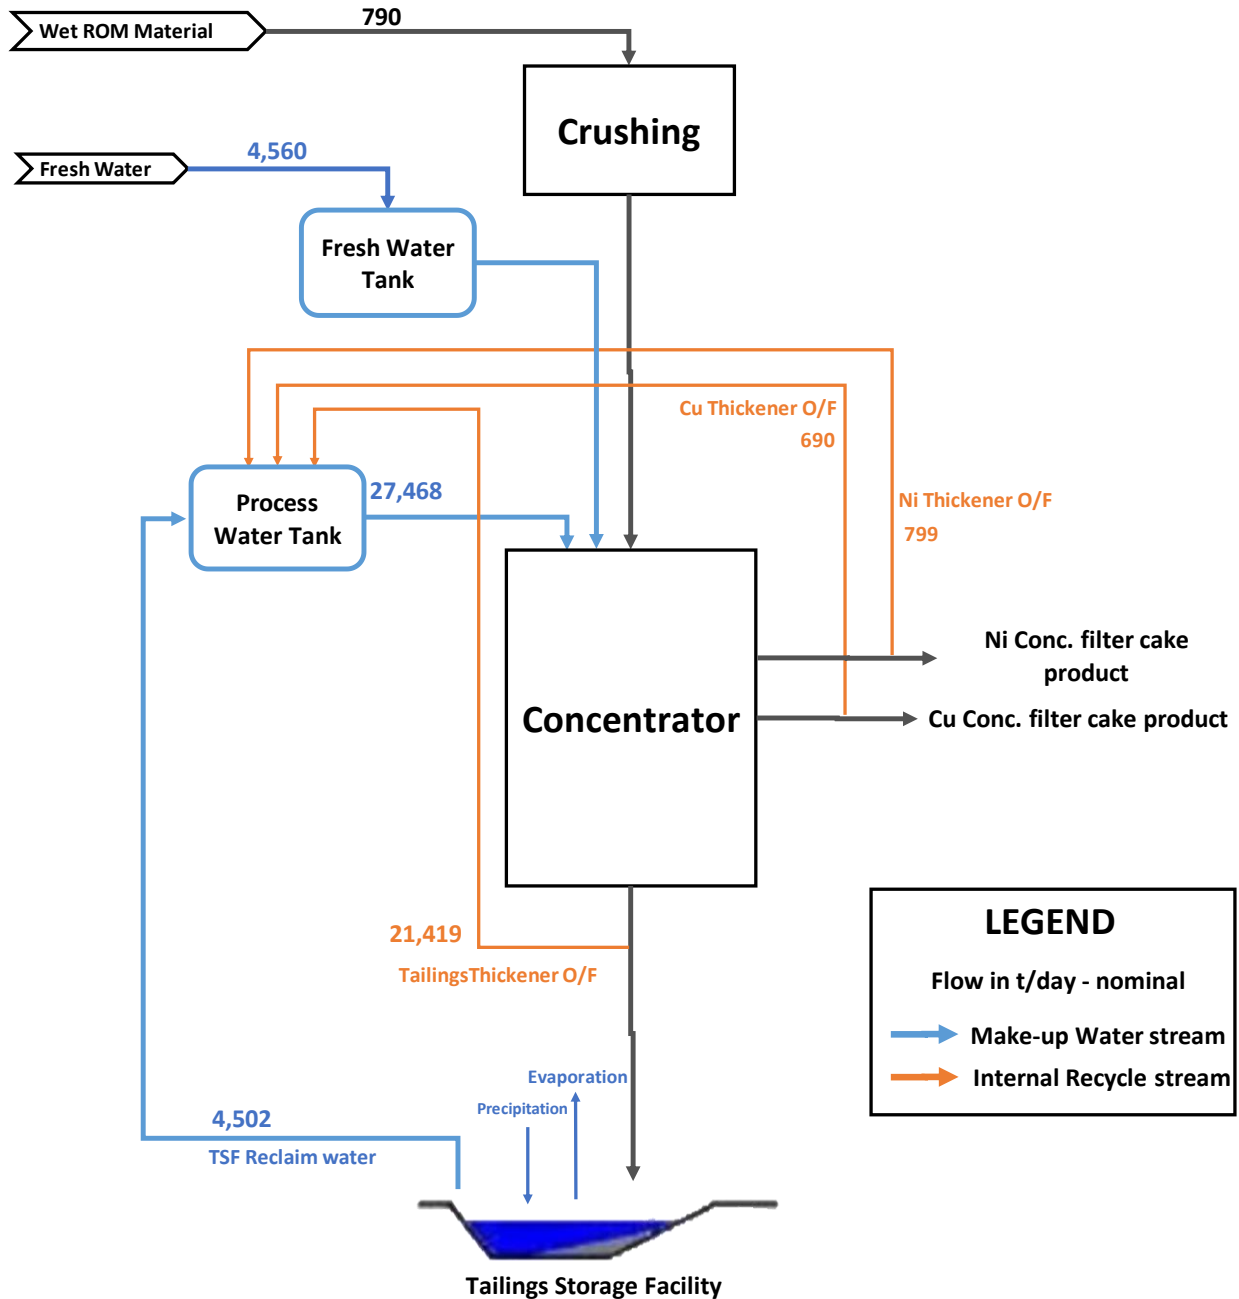 790
Wet ROM Material
Crushing
4,560
Fresh Water
Fresh Water
Tank
Cu Thickener O/F
690
Process
Water Tank
27,468
Ni Thickener O/F
799
Ni Conc. filter cake
product
Concentrator
Cu Conc. filter cake product
21,419
TailingsThickener O/F
LEGEND
Flow in t/day - nominal
Make-up Water stream
Internal Recycle stream
Evaporation
Precipitation
4,502
TSF Reclaim water
Tailings Storage Facility